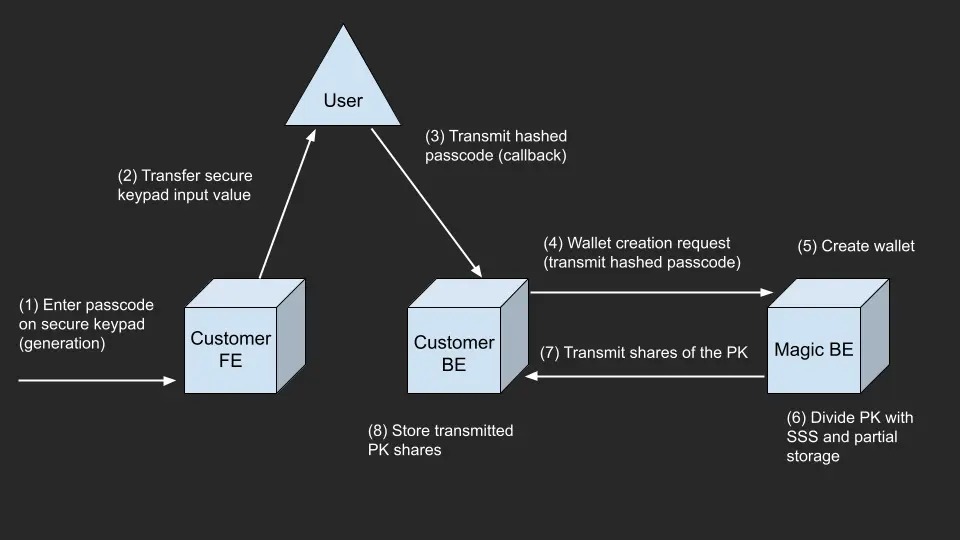 User
(3) Transmit hashed
passcode (callback)
(2) Transfer secure
keypad input value
(4) Wallet creation request
(transmit hashed passcode)
(5) Create wallet
(1) Enter passcode
on secure keypad
(generation)
Customer
FE
Customer
BE
(7) Transmit shares of the PK
Magic BE
(8) Store transmitted
PK shares
(6) Divide PK with
SSS and partial
storage